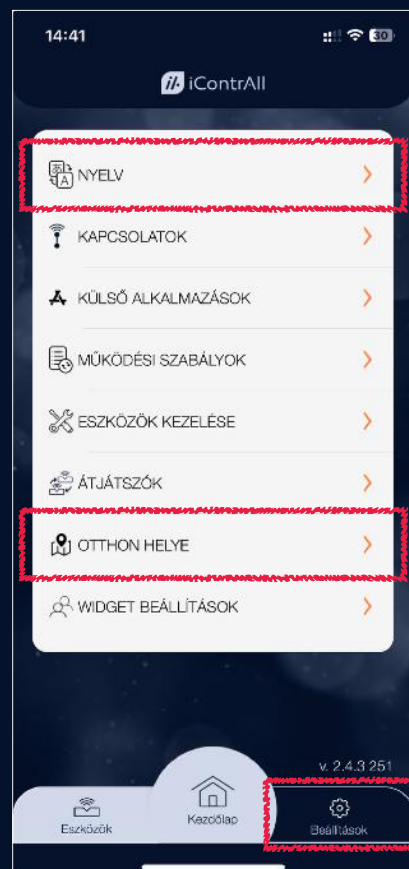 14:41
30
iContrAll
NYELV
KAPCSOLATOK
KÜLSŐ ALKALMAZÁSOK
MŰKÖDÉSI SZABÁLYOK
ESZKÖZÖK KEZELÉSE
ÁTJÁTSZÓK
OTTHON HELYE
WIDGET BEÁLLÍTÁSOK
v. 2.4.3 251
Eszközök
Kezdőlap
Beállítások